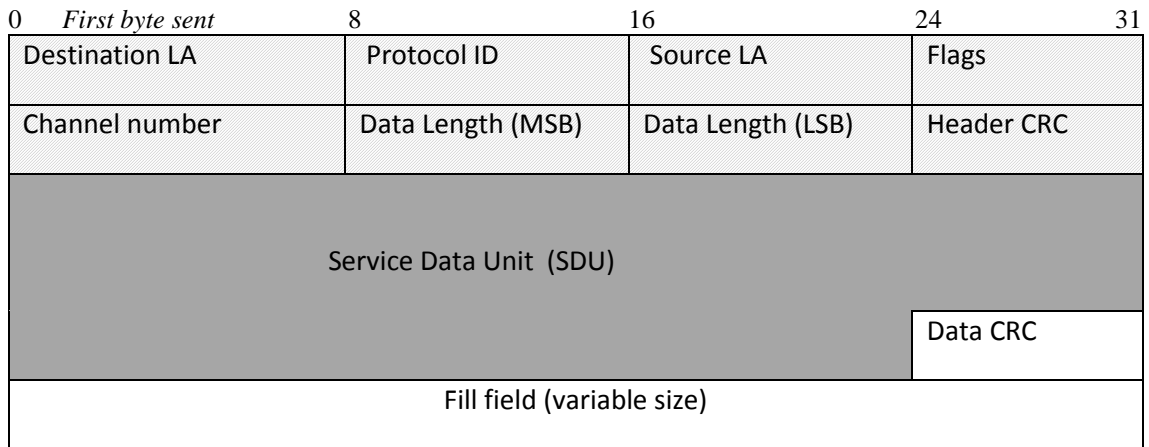 0 First byte sent 8 16 24 31
Destination LA Protocol ID Source LA Flags
Channel number Data Length (MSB) Data Length (LSB) Header CRC
Service Data Unit (SDU)
Data CRC
Fill field (variable size)